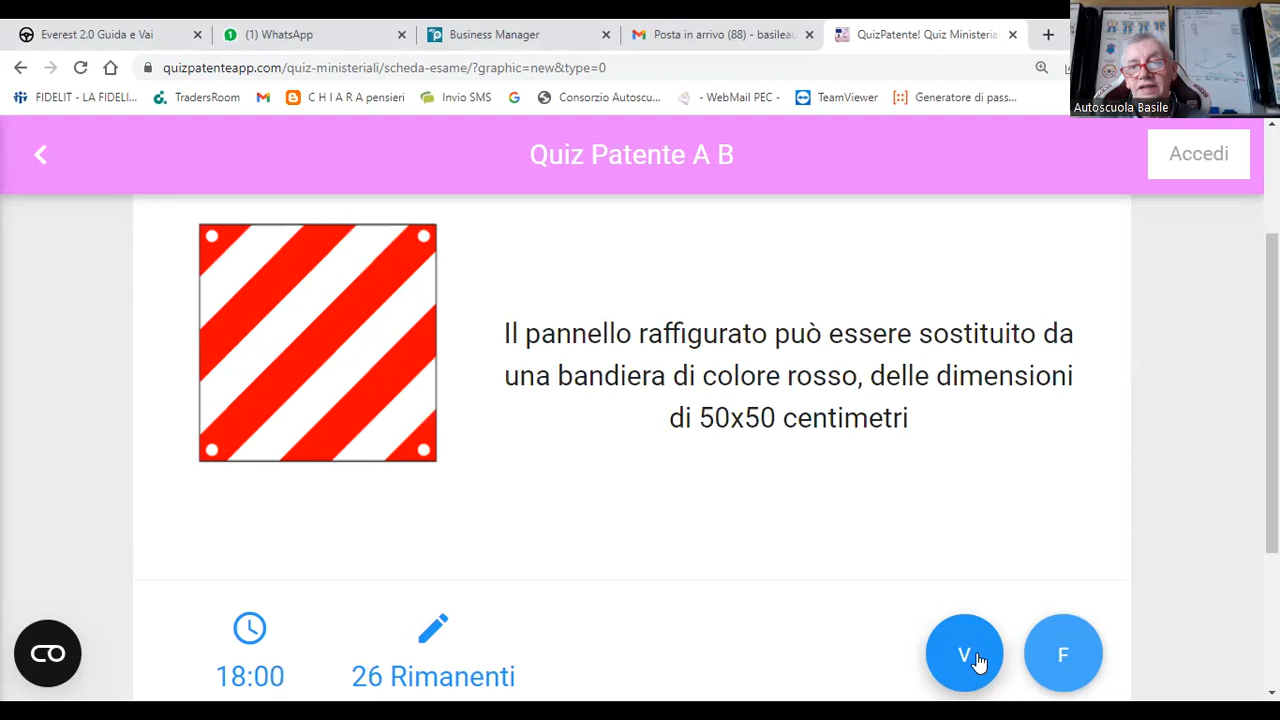 Everest 2.0 Guida e Vai
(1) WhatsApp
Business Manager
Posta in arrivo (88) - basileau
QuizPatente! Quiz Ministeria
quizpatenteapp.com/quiz-ministeriali/scheda-esame/?graphic=new&type=0
FIDELIT - LA FIDELI...
TradersRoom
C H I A R A pensieri
Invio SMS
Consorzio Autoscu...
- WebMail PEC -
TeamViewer
Generatore di pass...
Autoscuola Basile
Quiz Patente A B
Accedi
Il pannello raffigurato può essere sostituito da
una bandiera di colore rosso, delle dimensioni
di 50x50 centimetri
18:00
26 Rimanenti
V
F